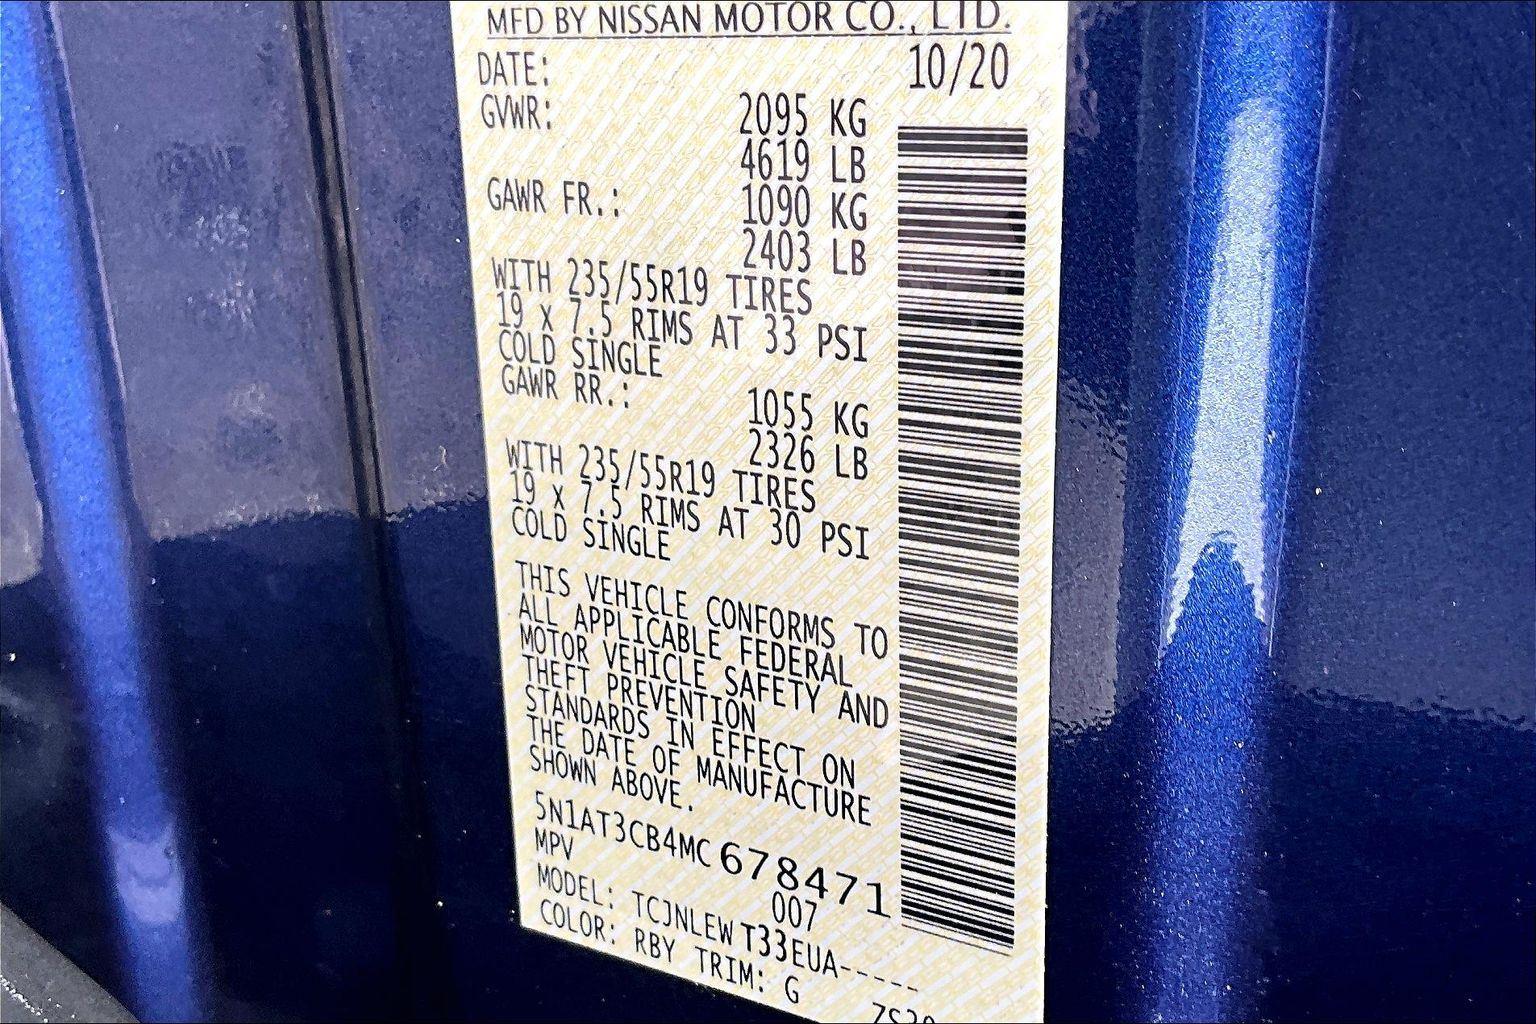 MFD BY NISSAN MOTOR CO., LTD.
DATE: 10/20
GVWR: 2095 KG
4619 LB
GAWR FR.: 1090 KG
2403 LB
WITH 235/55R19 TIRES
19 x 7.5 RIMS AT 33 PSI
COLD SINGLE
GAWR RR.: 1055 KG
2326 LB
WITH 235/55R19 TIRES
19 x 7.5 RIMS AT 30 PSI
COLD SINGLE
THIS VEHICLE CONFORMS TO
ALL APPLICABLE FEDERAL
MOTOR VEHICLE SAFETY AND
THEFT PREVENTION
STANDARDS IN EFFECT ON
THE DATE OF MANUFACTURE
SHOWN ABOVE.
5N1AT3CB4MC678471
MPV 007
MODEL: TCJNLEWT33EUA-----
COLOR: RBY TRIM: G